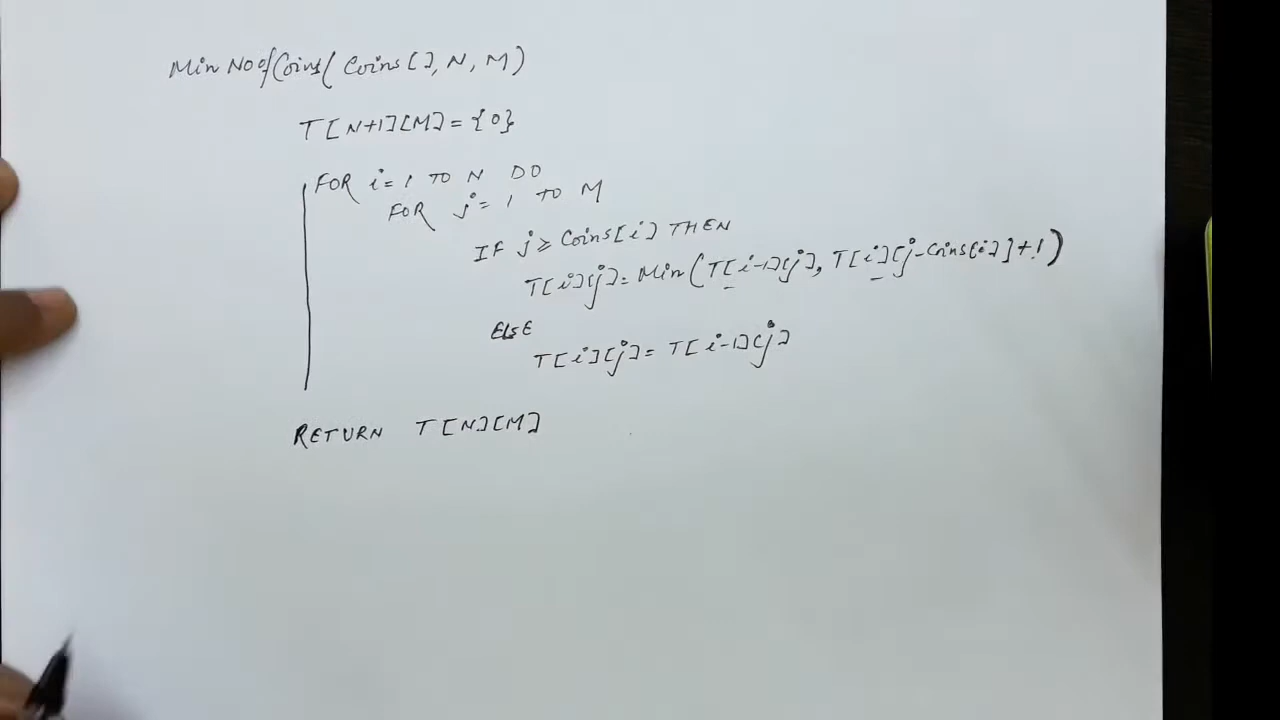 Min No of Coins( Coins[ ], N, M )
T[N+1][M] = {0}
FOR i = 1 TO N DO
FOR j = 1 TO M
IF j ≥ Coins[i] THEN
T[i][j] = Min(T[i-1][j], T[i][j-Coins[i]]+1)
ELSE
T[i][j] = T[i-1][j]
RETURN T[N][M]